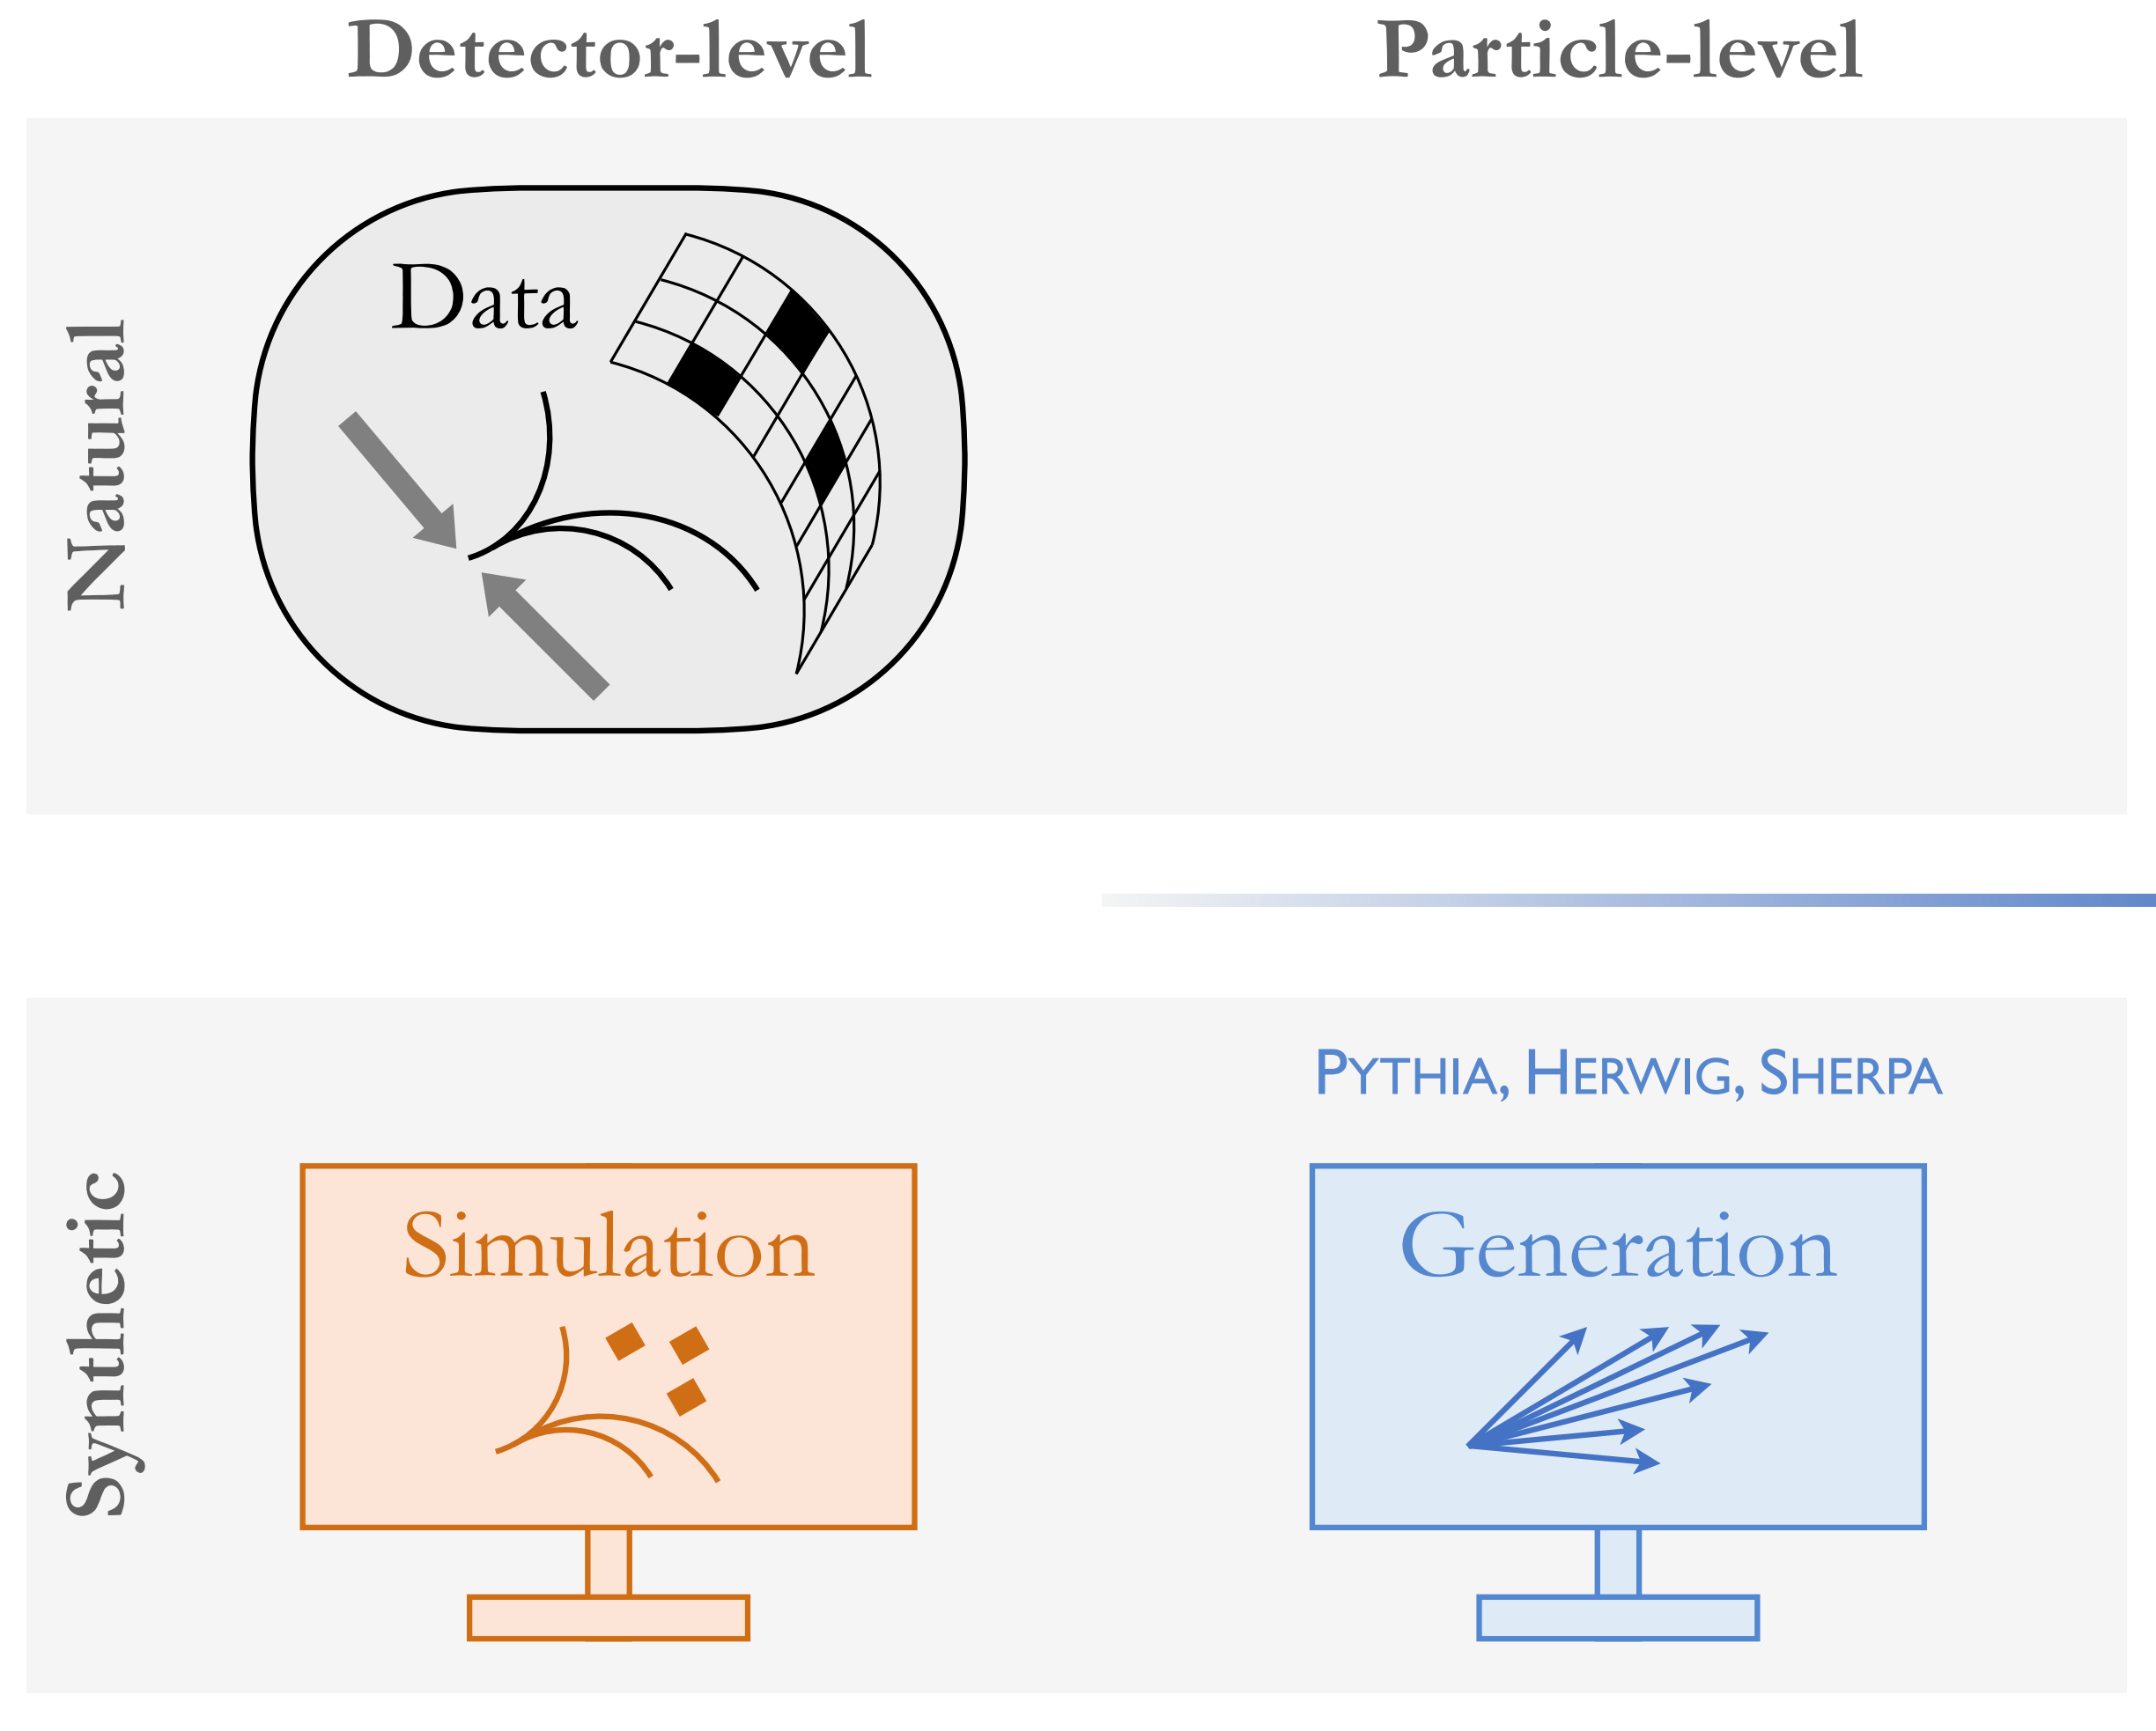 Detector-level
Particle-level
Natural
Data
Synthetic
Pythia, Herwig, Sherpa
Simulation
Generation